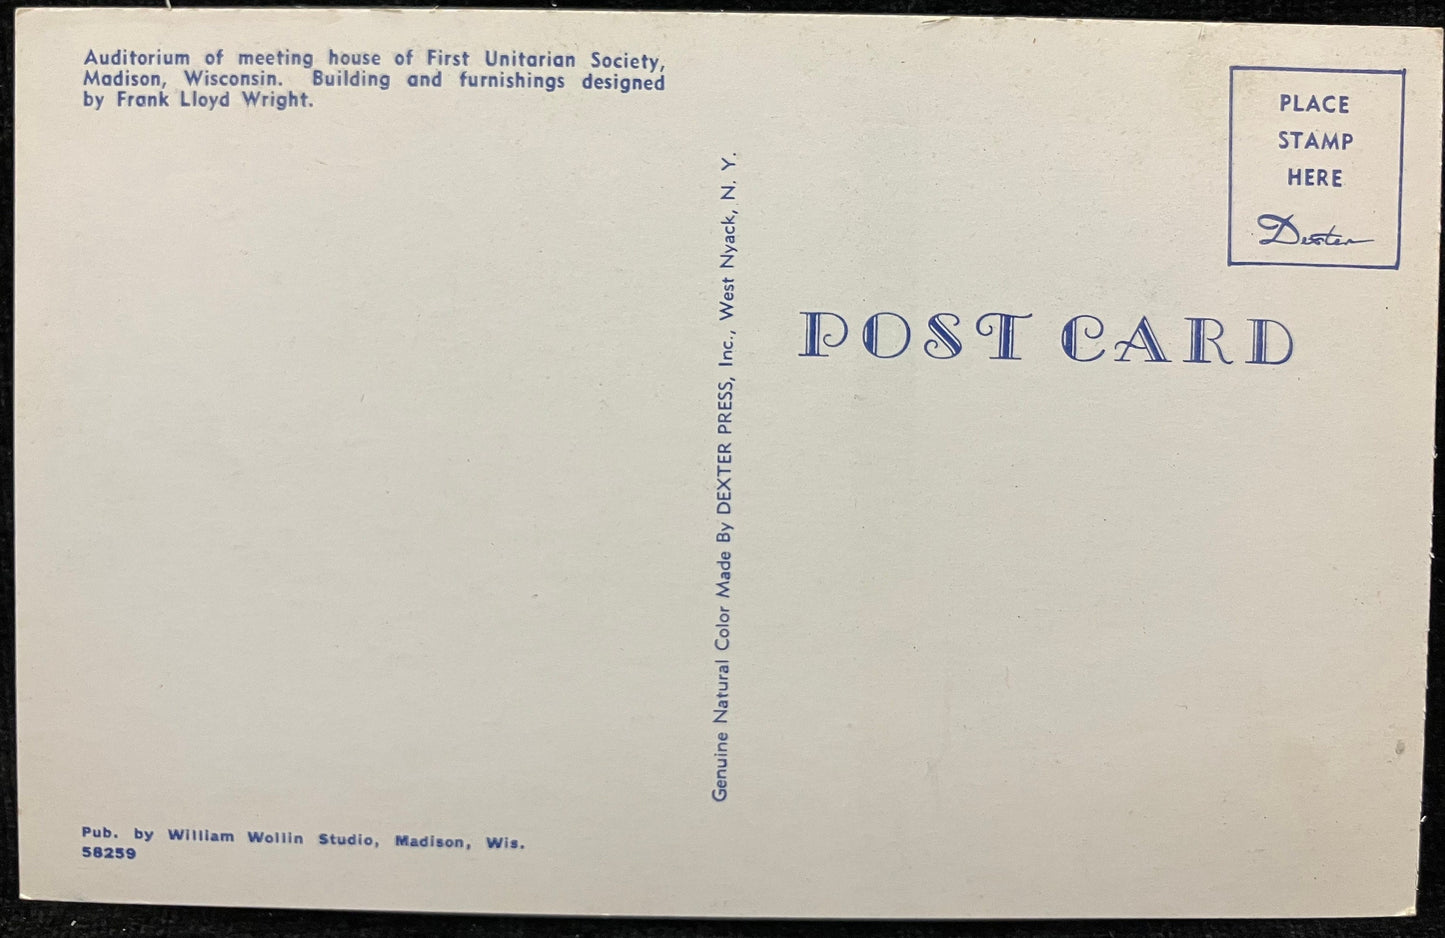 Auditorium of meeting house of First Unitarian Society,
Madison, Wisconsin. Building and furnishings designed
by Frank Lloyd Wright.
PLACE
STAMP
HERE
Dexter
POST CARD
Genuine Natural Color Made By DEXTER PRESS, Inc., West Nyack, N. Y.
Pub. by William Wollin Studio, Madison, Wis.
58259